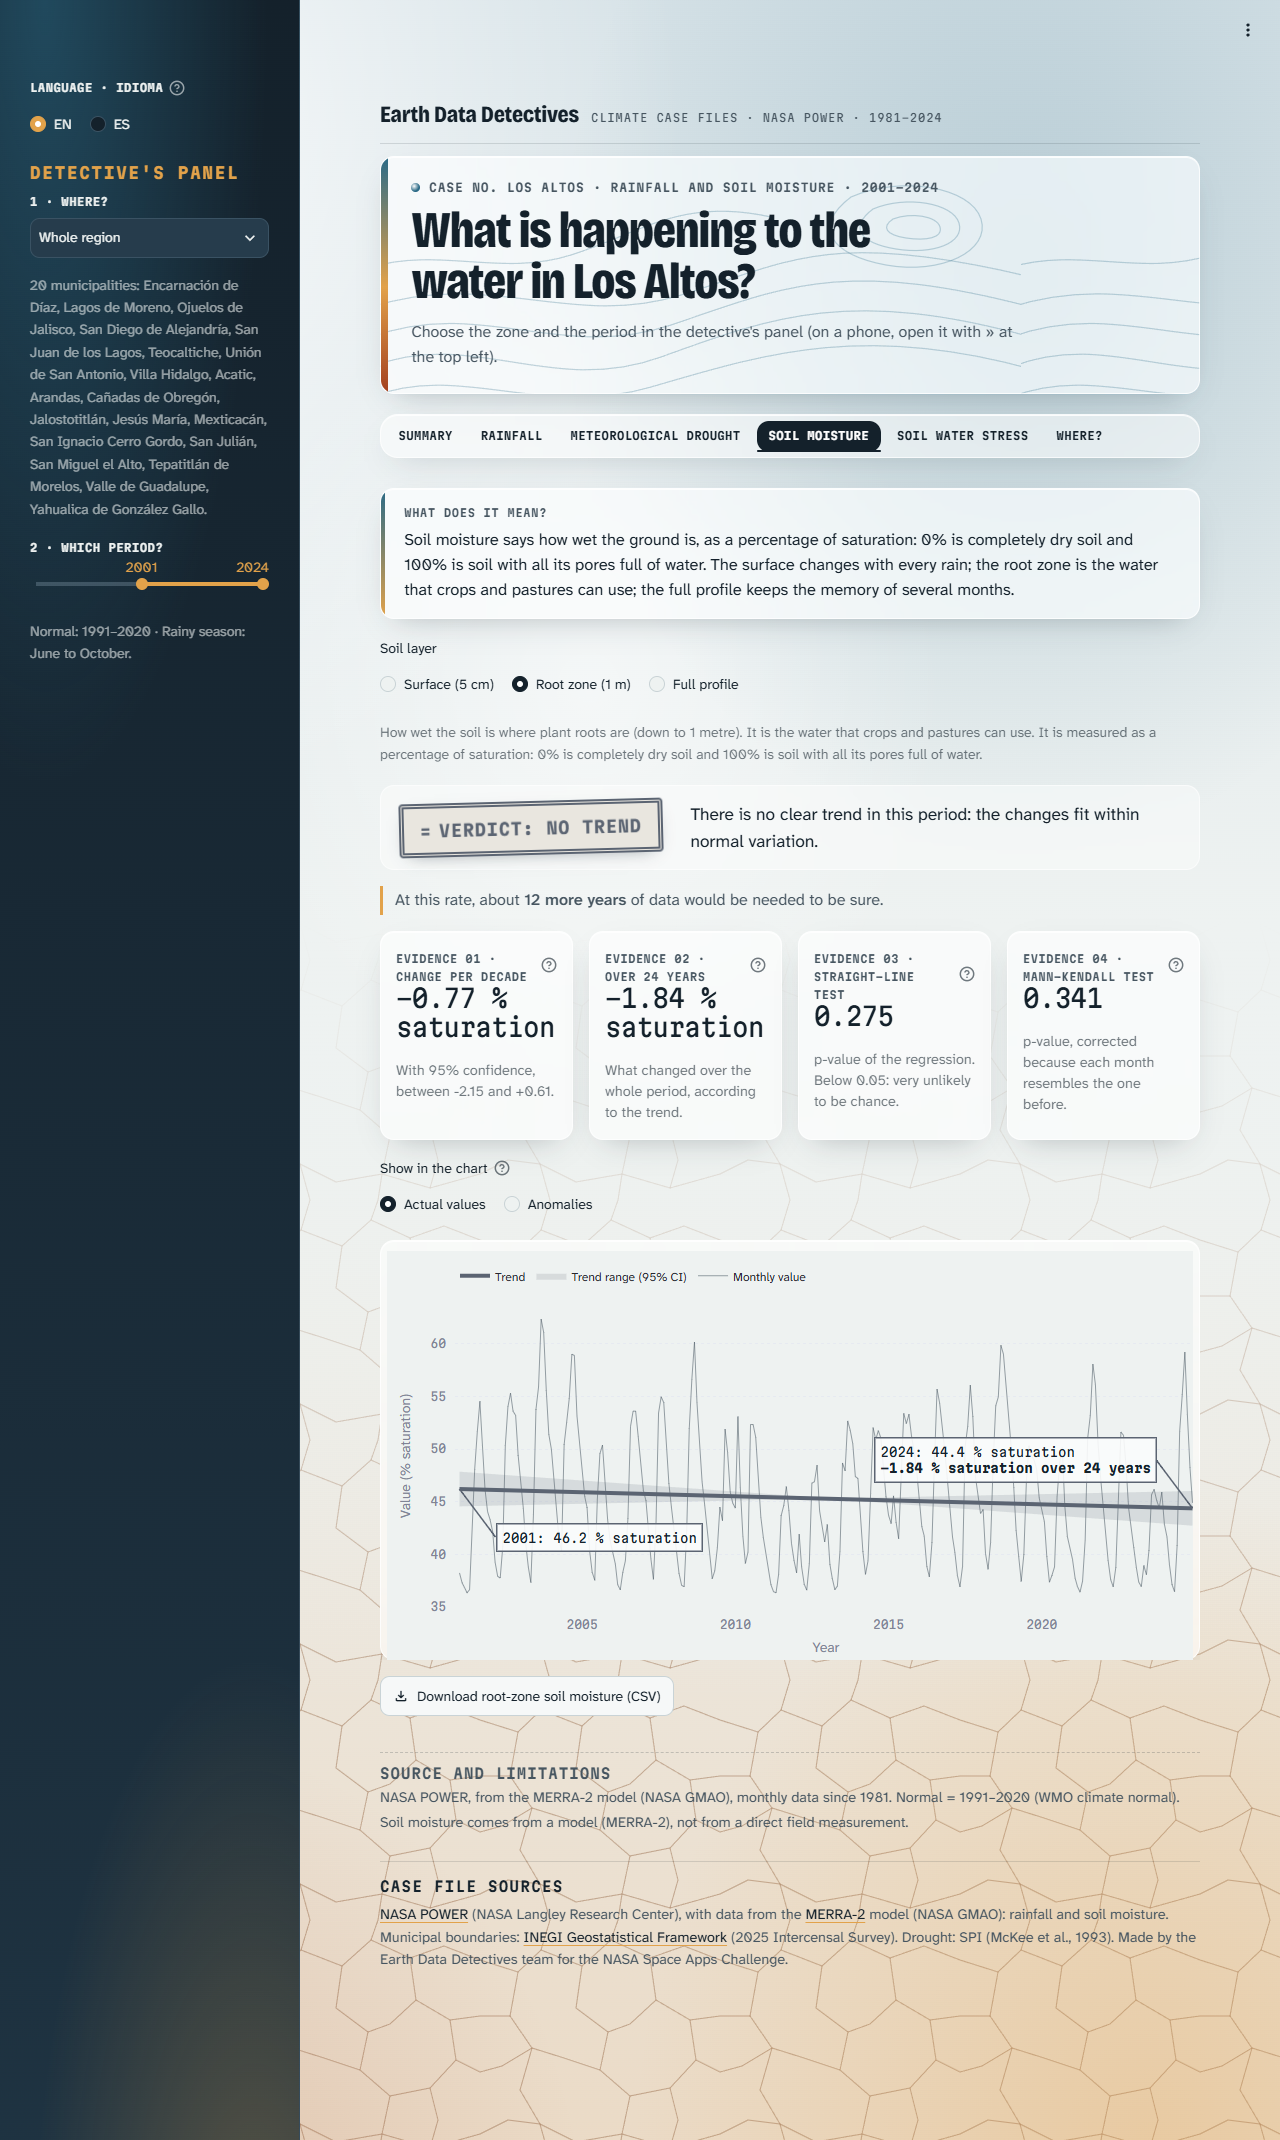 LANGUAGE · IDIOMA
EN ES
DETECTIVE'S PANEL
1 · WHERE?
Whole region
20 municipalities: Encarnación de
Díaz, Lagos de Moreno, Ojuelos de
Jalisco, San Diego de Alejandría, San
Juan de los Lagos, Teocaltiche, Unión
de San Antonio, Villa Hidalgo, Acatic,
Arandas, Cañadas de Obregón,
Jalostotitlán, Jesús María, Mexticacán,
San Ignacio Cerro Gordo, San Julián,
San Miguel el Alto, Tepatitlán de
Morelos, Valle de Guadalupe,
Yahualica de González Gallo.
2 · WHICH PERIOD?
2001 2024
Normal: 1991–2020 · Rainy season:
June to October.
Earth Data Detectives CLIMATE CASE FILES · NASA POWER · 1981–2024
CASE NO. LOS ALTOS · RAINFALL AND SOIL MOISTURE · 2001–2024
What is happening to the
water in Los Altos?
Choose the zone and the period in the detective's panel (on a phone, open it with » at
the top left).
SUMMARY RAINFALL METEOROLOGICAL DROUGHT SOIL MOISTURE SOIL WATER STRESS WHERE?
WHAT DOES IT MEAN?
Soil moisture says how wet the ground is, as a percentage of saturation: 0% is completely dry soil and
100% is soil with all its pores full of water. The surface changes with every rain; the root zone is the water
that crops and pastures can use; the full profile keeps the memory of several months.
Soil layer
Surface (5 cm) Root zone (1 m) Full profile
How wet the soil is where plant roots are (down to 1 metre). It is the water that crops and pastures can use. It is measured as a
percentage of saturation: 0% is completely dry soil and 100% is soil with all its pores full of water.
= VERDICT: NO TREND
There is no clear trend in this period: the changes fit within
normal variation.
At this rate, about 12 more years of data would be needed to be sure.
EVIDENCE 01 ·
CHANGE PER DECADE
−0.77 %
saturation
With 95% confidence,
between -2.15 and +0.61.
EVIDENCE 02 ·
OVER 24 YEARS
−1.84 %
saturation
What changed over the
whole period, according
to the trend.
EVIDENCE 03 ·
STRAIGHT-LINE
TEST
0.275
p-value of the regression.
Below 0.05: very unlikely
to be chance.
EVIDENCE 04 ·
MANN-KENDALL TEST
0.341
p-value, corrected
because each month
resembles the one
before.
Show in the chart
Actual values Anomalies
Trend Trend range (95% CI) Monthly value
Value (% saturation)
60
55
50
45
40
35
2024: 44.4 % saturation
−1.84 % saturation over 24 years
2001: 46.2 % saturation
2005 2010 2015 2020
Year
Download root-zone soil moisture (CSV)
SOURCE AND LIMITATIONS
NASA POWER, from the MERRA-2 model (NASA GMAO), monthly data since 1981. Normal = 1991–2020 (WMO climate normal).
Soil moisture comes from a model (MERRA-2), not from a direct field measurement.
CASE FILE SOURCES
NASA POWER (NASA Langley Research Center), with data from the MERRA-2 model (NASA GMAO): rainfall and soil moisture.
Municipal boundaries: INEGI Geostatistical Framework (2025 Intercensal Survey). Drought: SPI (McKee et al., 1993). Made by the
Earth Data Detectives team for the NASA Space Apps Challenge.